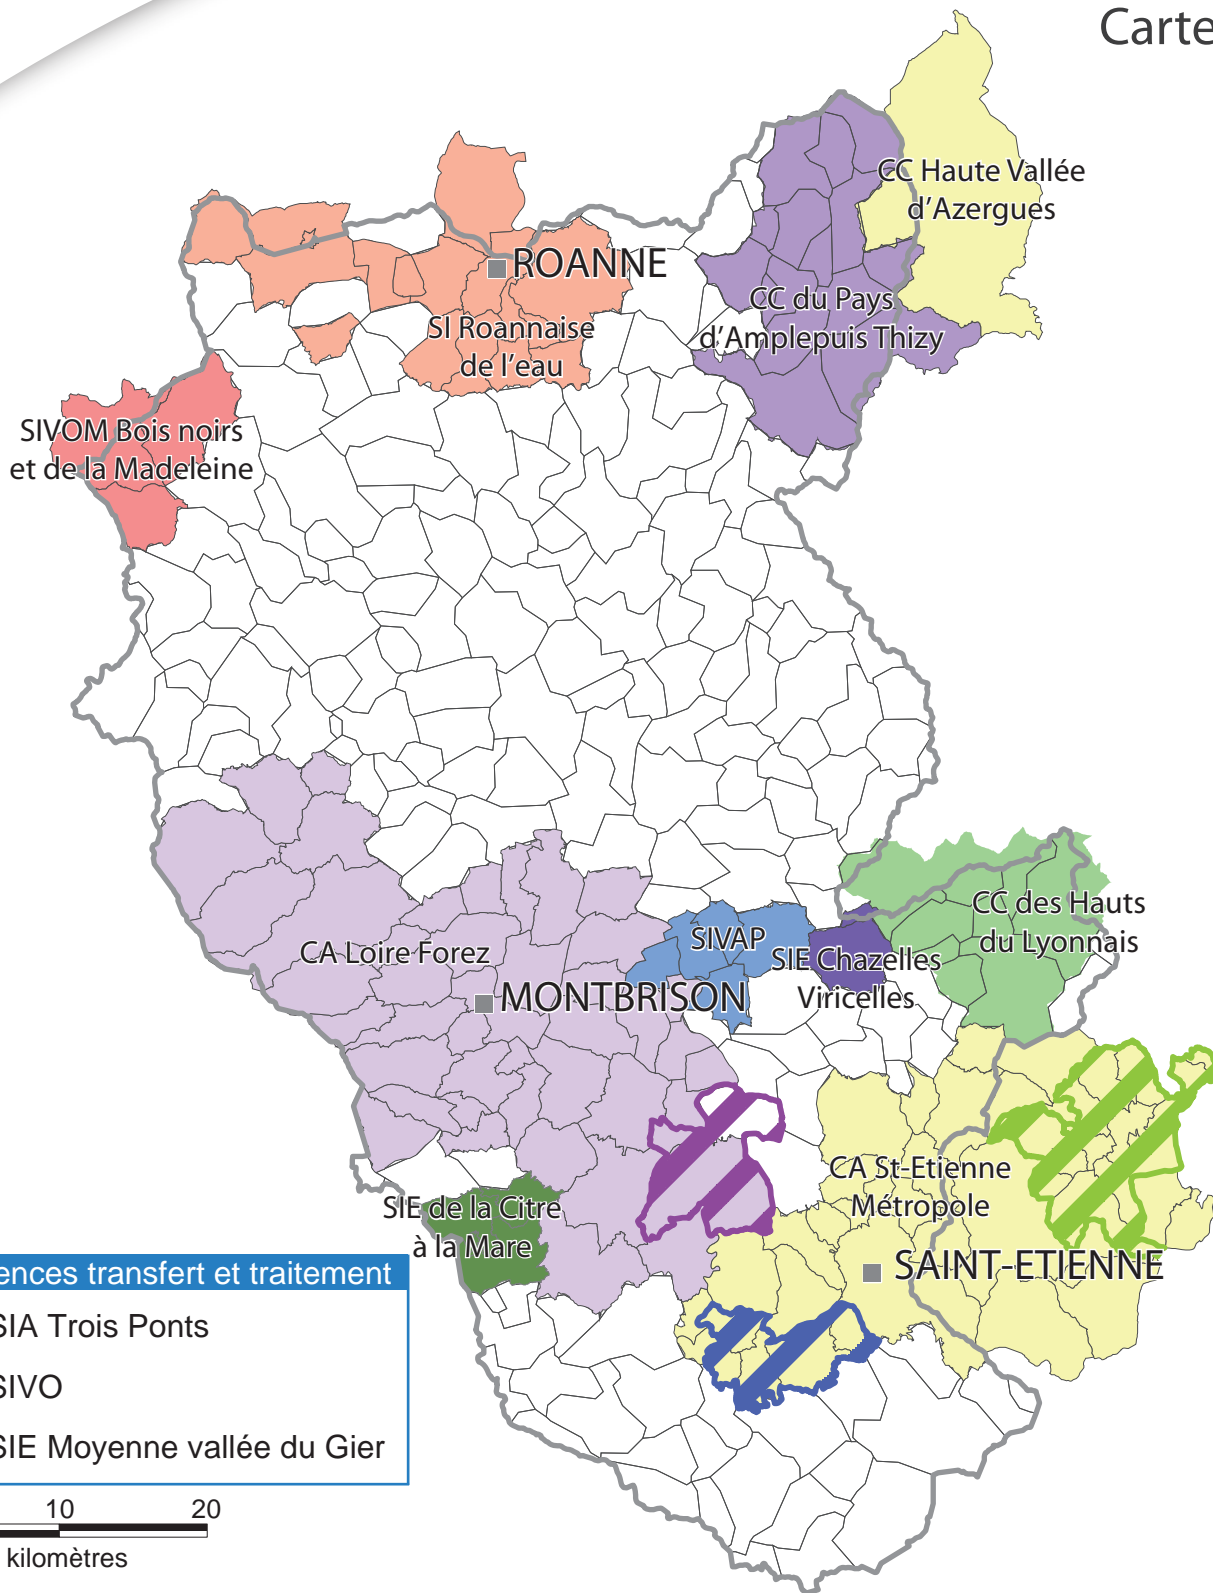 Carte
CC Haute Vallée
d'Azergues
ROANNE
CC du Pays
d'Amplepuis Thizy
SI Roannaise
de l'eau
SIVOM Bois noirs
et de la Madeleine
CC des Hauts
du Lyonnais
SIVAP
CA Loire Forez
SIE Chazelles
Viricelles
MONTBRISON
CA St-Etienne
Métropole
SIE de la Citre
à la Mare
SAINT-ETIENNE
ences transfert et traitement
SIA Trois Ponts
SIVO
SIE Moyenne vallée du Gier
10 20
kilomètres